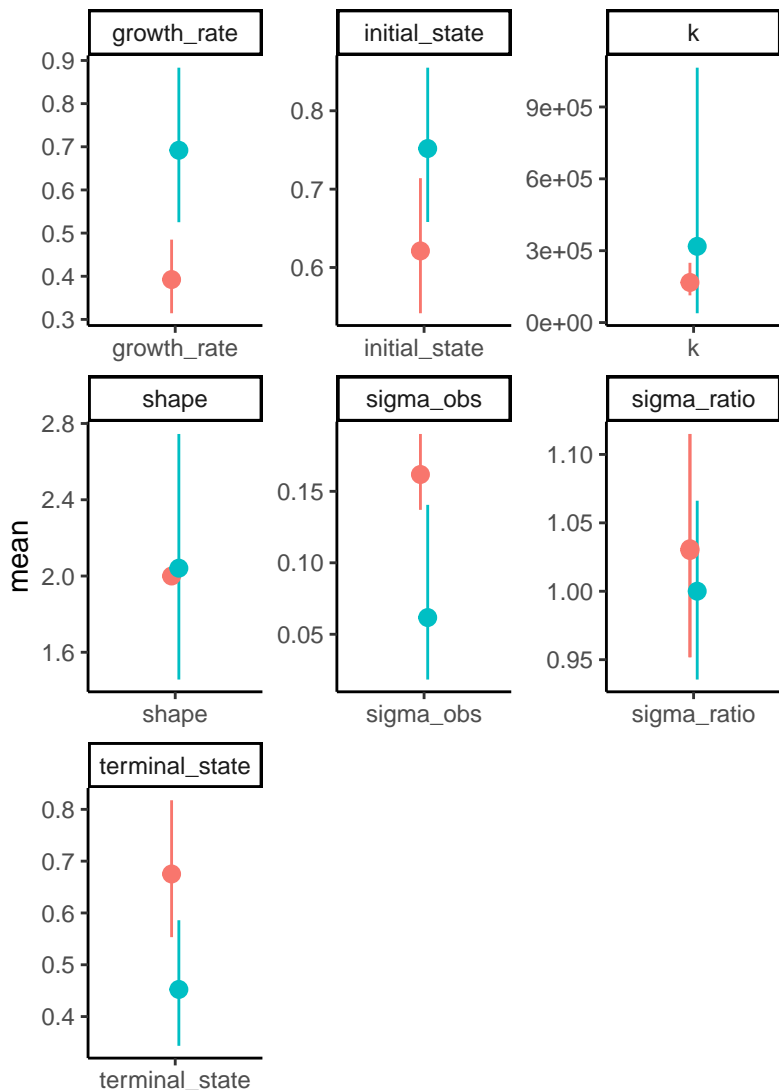 growth_rate
initial_state
k
0.9
0.8
0.7
0.6
0.5
0.4
0.3
0.8
0.7
0.6
9e+05
6e+05
3e+05
0e+00
growth_rate
initial_state
k
shape
sigma_obs
sigma_ratio
mean
2.8
2.4
2.0
1.6
0.15
0.10
0.05
1.10
1.05
1.00
0.95
shape
sigma_obs
sigma_ratio
terminal_state
0.8
0.7
0.6
0.5
0.4
terminal_state